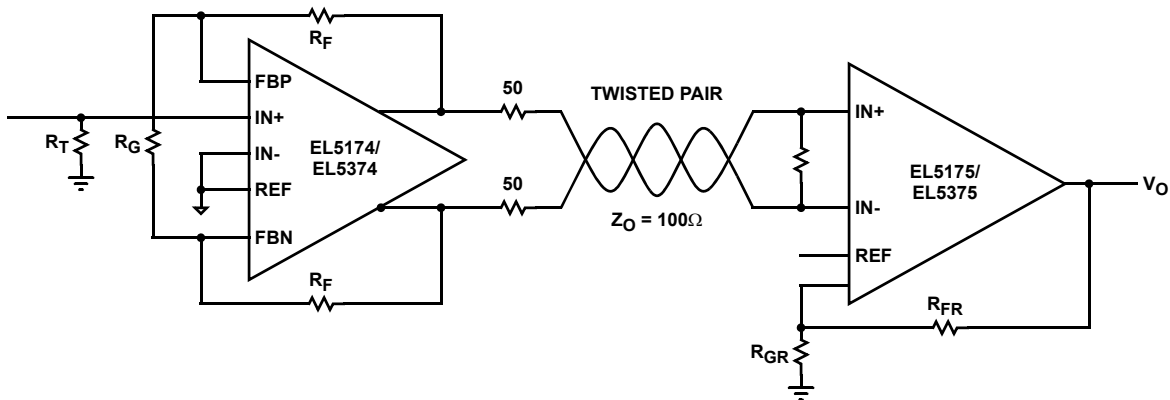 RF
FBP
50
TWISTED PAIR
IN+
IN+
RT
RG
EL5174/
EL5374
EL5175/
EL5375
IN-
VO
REF
50
IN-
ZO = 100Ω
FBN
REF
RF
RFR
RGR